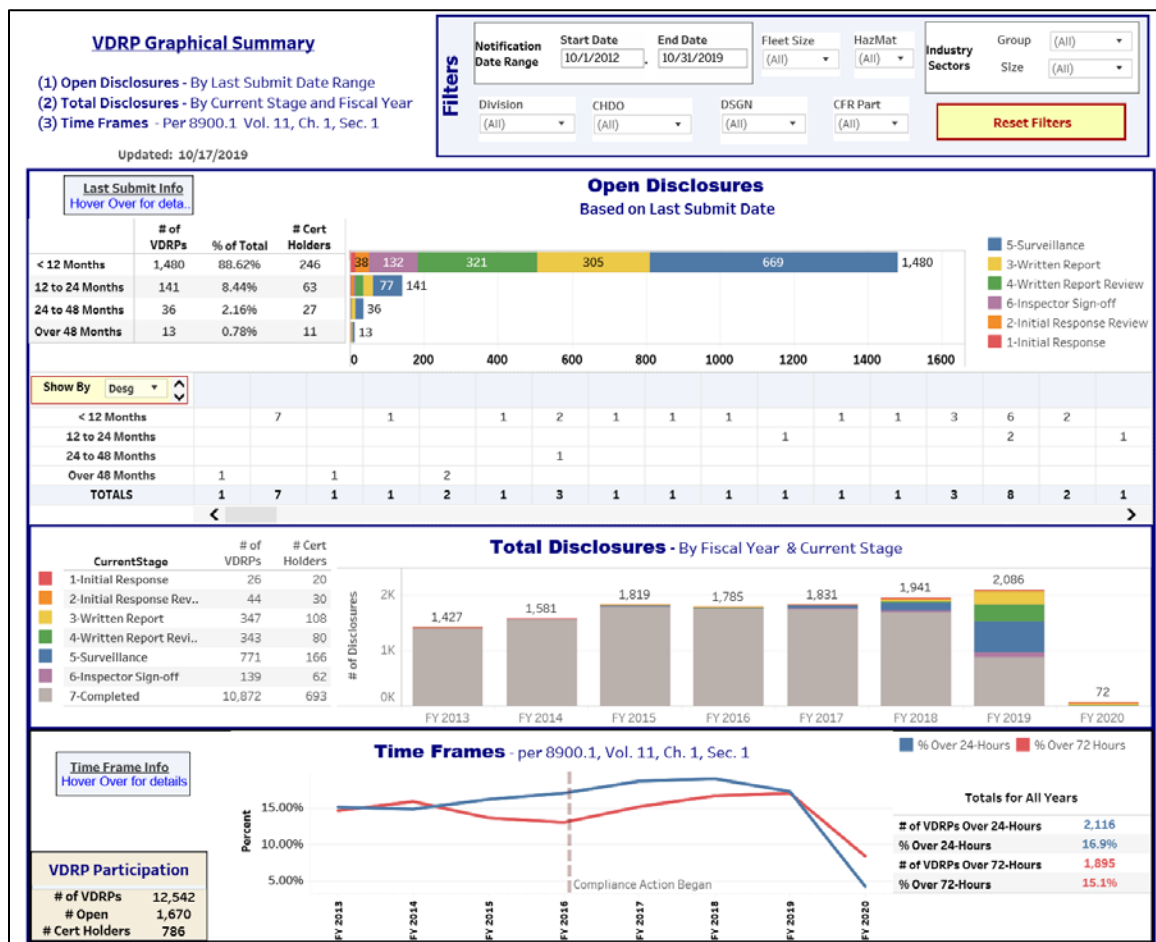 VDRP Graphical Summary
(1) Open Disclosures - By Last Submit Date Range
(2) Total Disclosures - By Current Stage and Fiscal Year
(3) Time Frames - Per 8900.1 Vol. 11, Ch. 1, Sec. 1
Updated: 10/17/2019
Filters
Notification Date Range
Start Date
10/1/2012
-
End Date
10/31/2019
Fleet Size
(All)
HazMat
(All)
Industry Sectors
Group
(All)
Size
(All)
Division
(All)
CHDO
(All)
DSGN
(All)
CFR Part
(All)
Reset Filters
Last Submit Info
Hover Over for deta..
Open Disclosures
Based on Last Submit Date
# of VDRPs % of Total # Cert Holders
< 12 Months 1,480 88.62% 246
12 to 24 Months 141 8.44% 63
24 to 48 Months 36 2.16% 27
Over 48 Months 13 0.78% 11
38 132 321 305 669 1,480
77 141
36
13
0 200 400 600 800 1000 1200 1400 1600
5-Surveillance
3-Written Report
4-Written Report Review
6-Inspector Sign-off
2-Initial Response Review
1-Initial Response
Show By Desg
< 12 Months 7 1 1 2 1 1 1 1 1 3 6 2
12 to 24 Months 1 2 1
24 to 48 Months 1
Over 48 Months 1 1 2
TOTALS 1 7 1 1 2 1 3 1 1 1 1 1 1 3 8 2 1
CurrentStage # of VDRPs # Cert Holders
1-Initial Response 26 20
2-Initial Response Rev.. 44 30
3-Written Report 347 108
4-Written Report Revi.. 343 80
5-Surveillance 771 166
6-Inspector Sign-off 139 62
7-Completed 10,872 693
Total Disclosures - By Fiscal Year & Current Stage
# of Disclosures
2K
1K
0K
1,427 1,581 1,819 1,785 1,831 1,941 2,086 72
FY 2013 FY 2014 FY 2015 FY 2016 FY 2017 FY 2018 FY 2019 FY 2020
Time Frame Info
Hover Over for details
Time Frames - per 8900.1, Vol. 11, Ch. 1, Sec. 1
% Over 24-Hours % Over 72 Hours
Percent
15.00%
10.00%
5.00%
Compliance Action Began
FY 2013 FY 2014 FY 2015 FY 2016 FY 2017 FY 2018 FY 2019 FY 2020
Totals for All Years
# of VDRPs Over 24-Hours 2,116
% Over 24-Hours 16.9%
# of VDRPs Over 72-Hours 1,895
% Over 72-Hours 15.1%
VDRP Participation
# of VDRPs 12,542
# Open 1,670
# Cert Holders 786